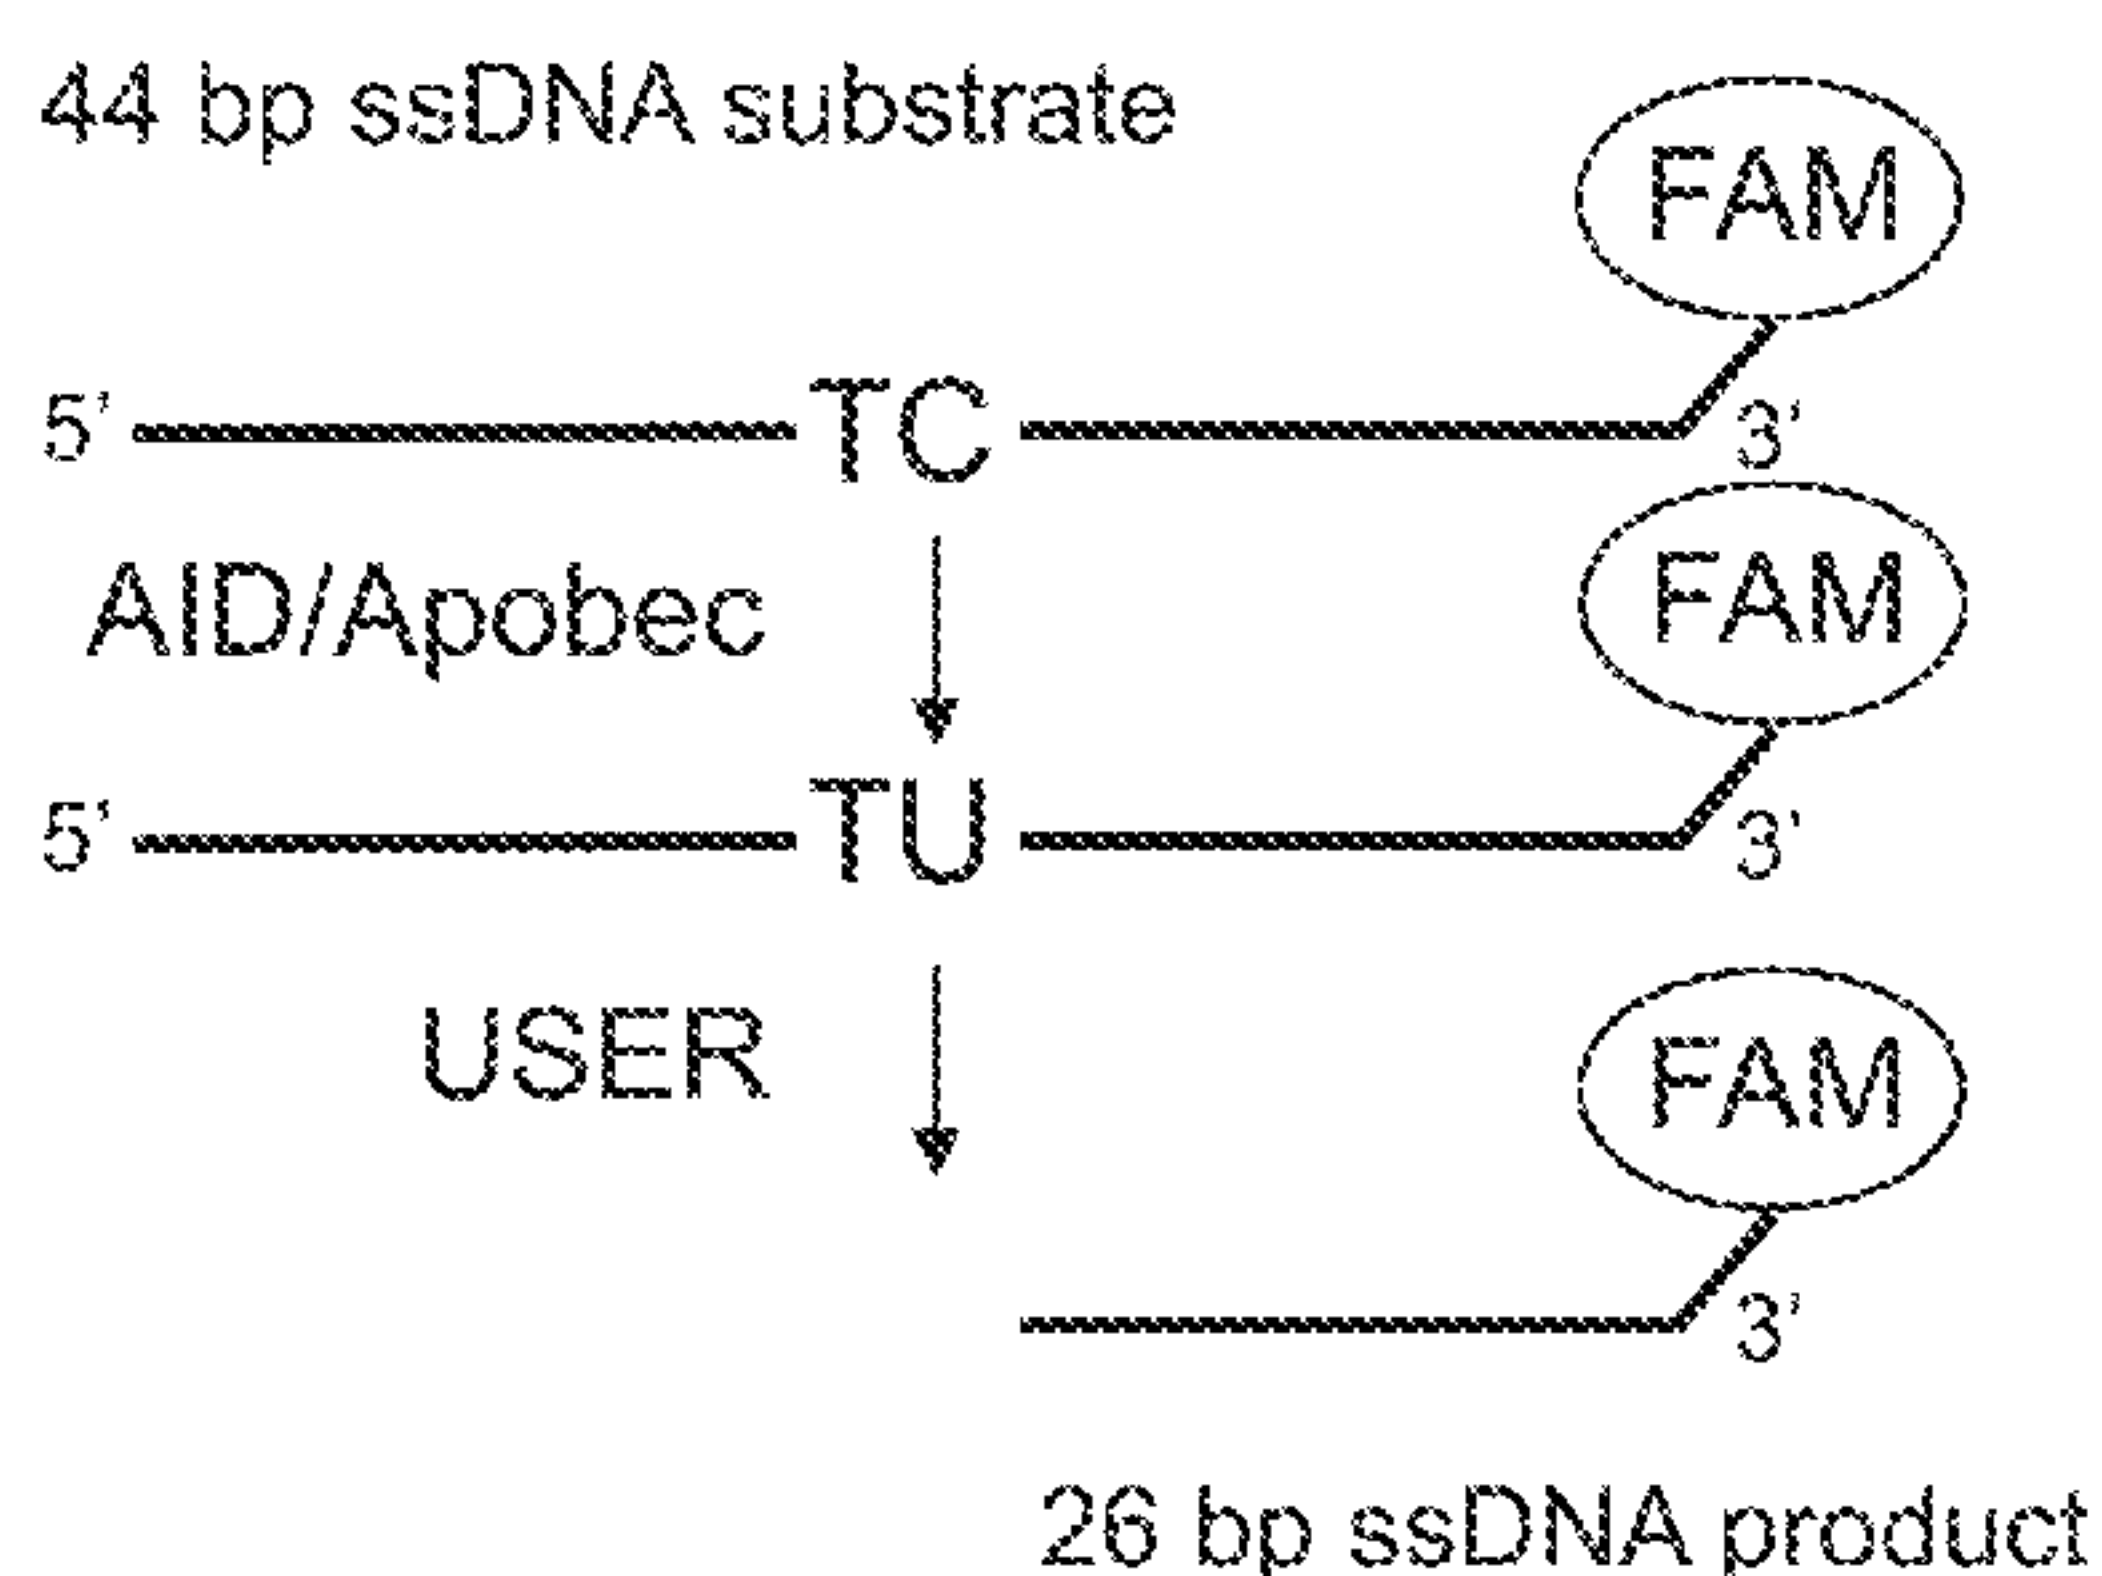 44 bp ssDNA substrate
FAM
5' TC 3'
AID/Apobec
FAM
5' TU 3'
USER
FAM
3'
26 bp ssDNA product